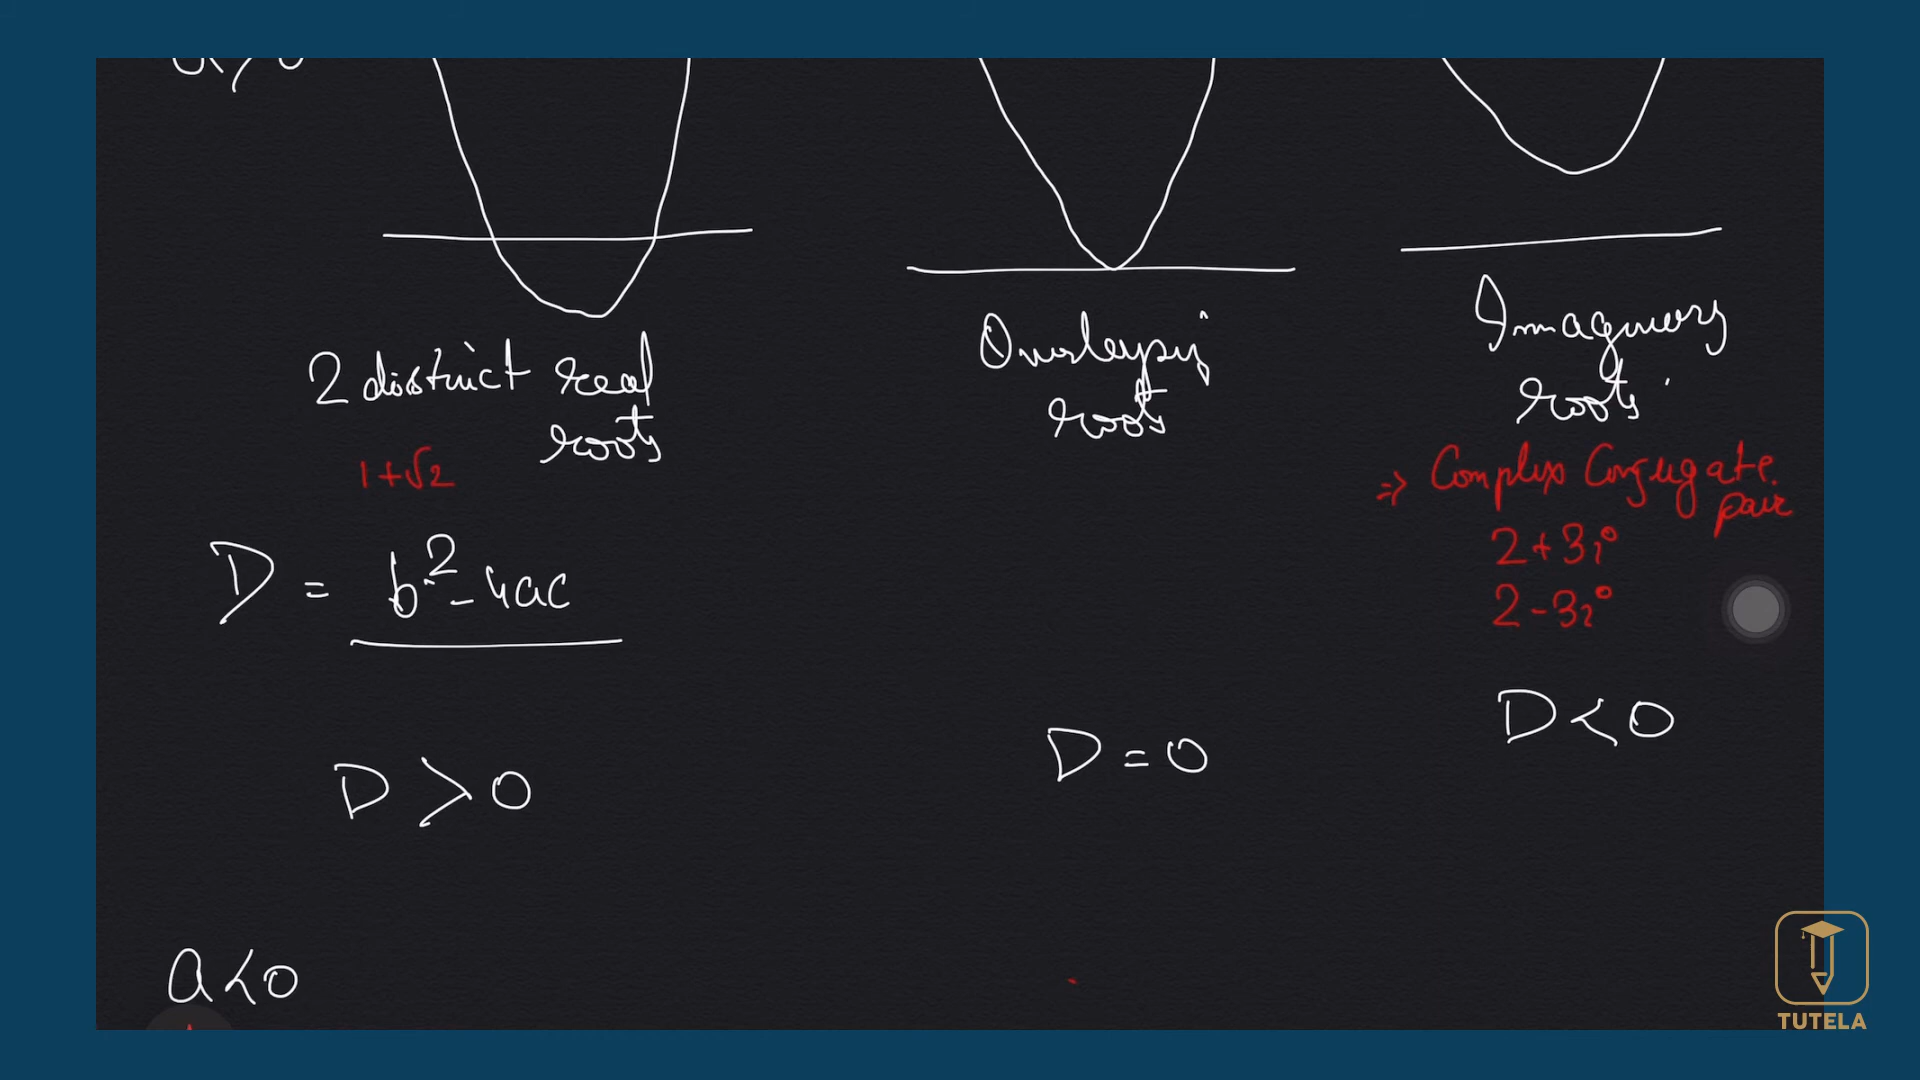 a>0
2 distinct real
roots
1+√2
Overlapping
roots
Imaginary
roots
=> Complex Conjugate
pair
2+3i
2-3i
D = b²-4ac
D > 0
D = 0
D < 0
a<0
TUTELA